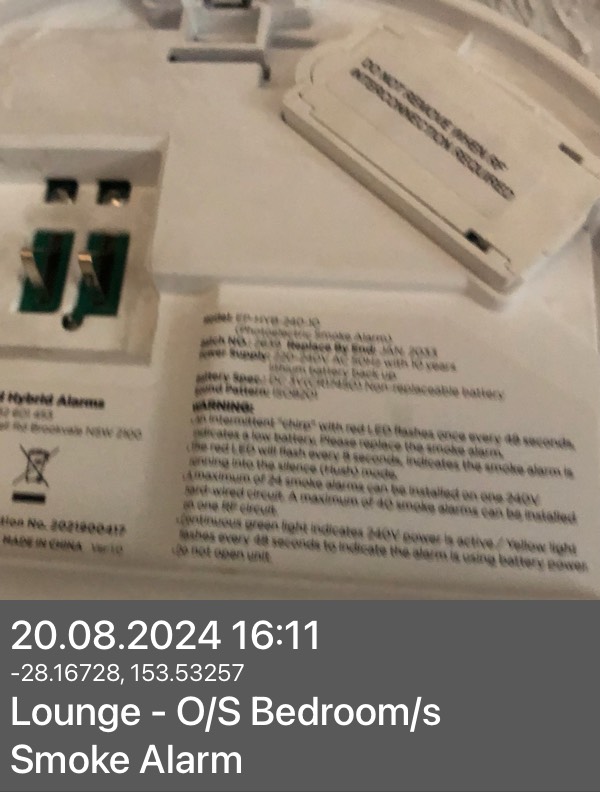 DO NOT REMOVE WHEN RF
INTERCONNECTION REQUIRED
Model: EP-HYB-240-10
(Photoelectric Smoke Alarm)
Batch NO.: Replace By End: JAN. 2033
Power Supply: 220-240V AC 50Hz with 10 years
lithium battery back up
Battery Spec.: DC 3V Non-replaceable battery
Sound Pattern: ISO8201
WARNING:
An intermittent "chirp" with red LED flashes once every 48 seconds,
indicates a low battery. Please replace the smoke alarm.
The red LED will flash every 8 seconds, indicates the smoke alarm is
running into the silence (Hush) mode.
A maximum of 24 smoke alarms can be installed on one 240V
hard-wired circuit. A maximum of 40 smoke alarms can be installed
on one RF circuit.
Continuous green light indicates 240V power is active / Yellow light
flashes every 48 seconds to indicate the alarm is using battery power.
Do not open unit.
Hybrid Alarms
601 453
Rd Brookvale NSW 2100
No. 2021800417
MADE IN CHINA Ver:1.0
20.08.2024 16:11
-28.16728, 153.53257
Lounge - O/S Bedroom/s
Smoke Alarm